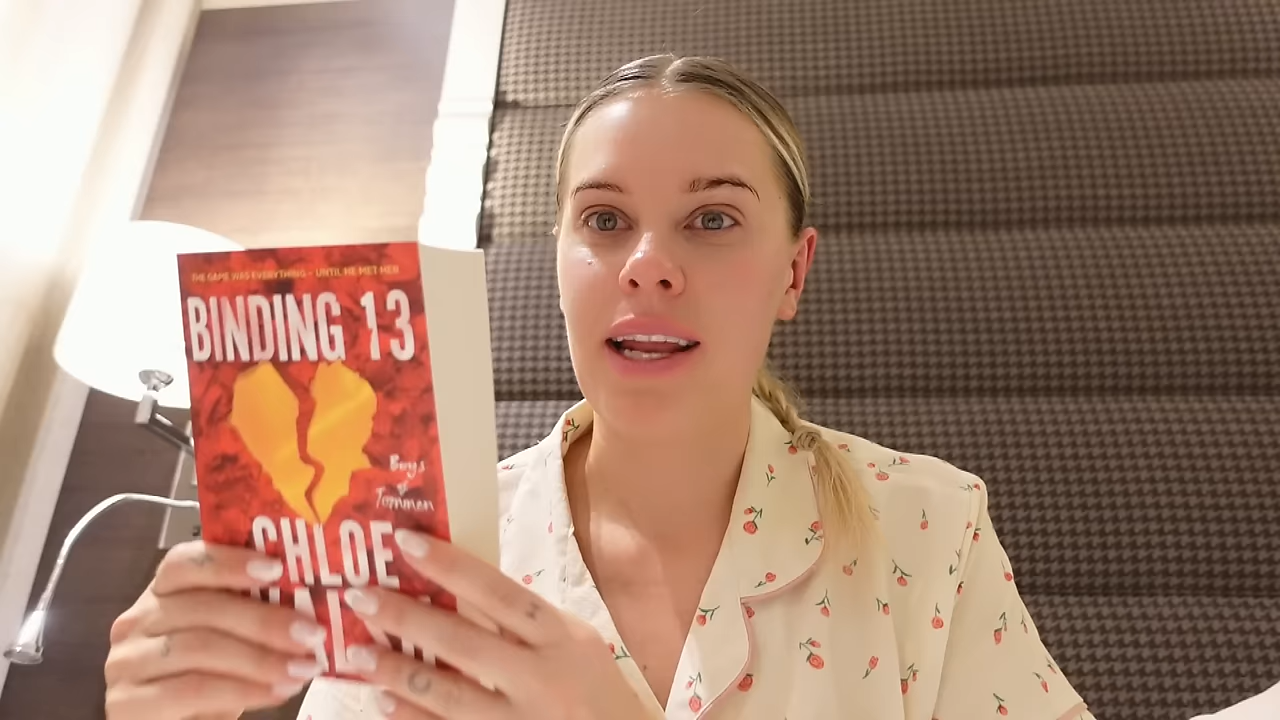 THE GAME WAS EVERYTHING – UNTIL HE MET HER
BINDING 13
Boys
of
Tommen
CHLOE